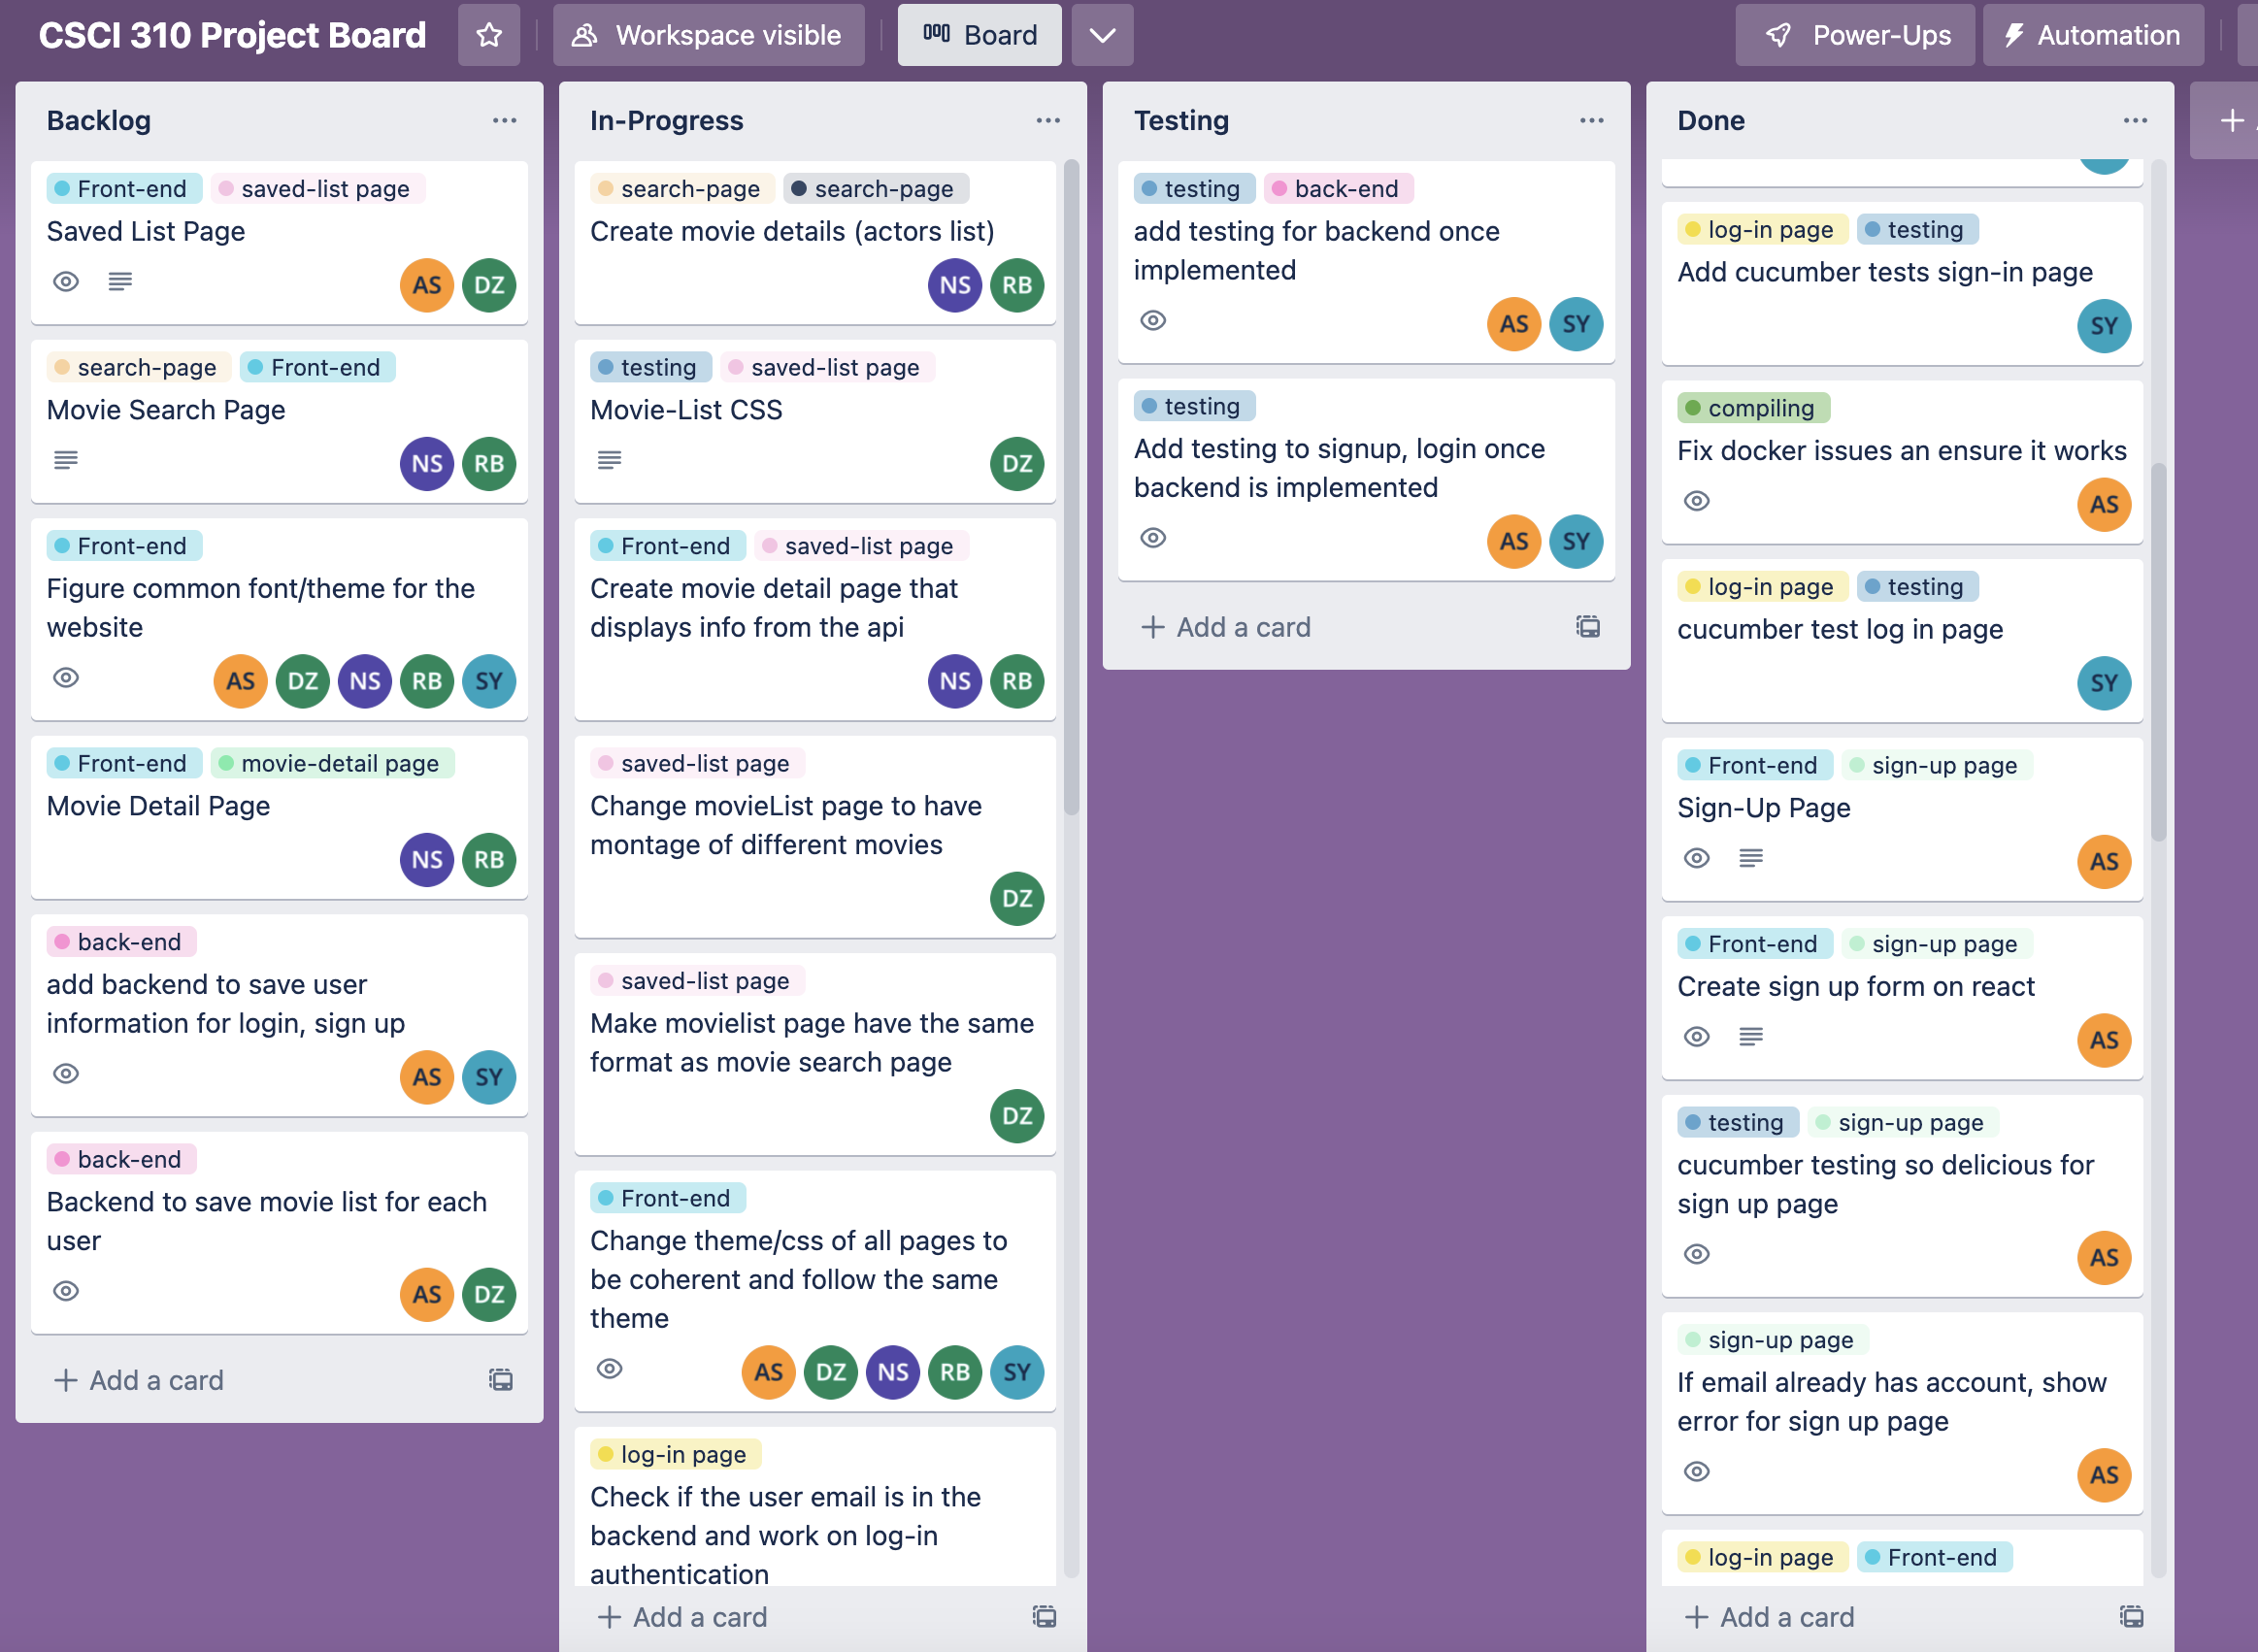 CSCI 310 Project Board
Workspace visible
Board
Power-Ups
Automation
Backlog
Front-end saved-list page
Saved List Page
AS DZ
search-page Front-end
Movie Search Page
NS RB
Front-end
Figure common font/theme for the
website
AS DZ NS RB SY
Front-end movie-detail page
Movie Detail Page
NS RB
back-end
add backend to save user
information for login, sign up
AS SY
back-end
Backend to save movie list for each
user
AS DZ
+ Add a card
In-Progress
search-page search-page
Create movie details (actors list)
NS RB
testing saved-list page
Movie-List CSS
DZ
Front-end saved-list page
Create movie detail page that
displays info from the api
NS RB
saved-list page
Change movieList page to have
montage of different movies
DZ
saved-list page
Make movielist page have the same
format as movie search page
DZ
Front-end
Change theme/css of all pages to
be coherent and follow the same
theme
AS DZ NS RB SY
log-in page
Check if the user email is in the
backend and work on log-in
authentication
+ Add a card
Testing
testing back-end
add testing for backend once
implemented
AS SY
testing
Add testing to signup, login once
backend is implemented
AS SY
+ Add a card
Done
log-in page testing
Add cucumber tests sign-in page
SY
compiling
Fix docker issues an ensure it works
AS
log-in page testing
cucumber test log in page
SY
Front-end sign-up page
Sign-Up Page
AS
Front-end sign-up page
Create sign up form on react
AS
testing sign-up page
cucumber testing so delicious for
sign up page
AS
sign-up page
If email already has account, show
error for sign up page
AS
log-in page Front-end
+ Add a card
+